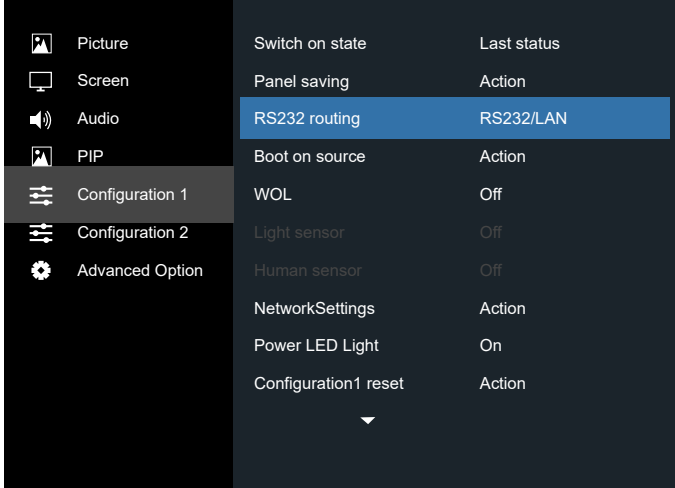 Picture
Screen
Audio
PIP
Configuration 1
Configuration 2
Advanced Option
Switch on state Last status
Panel saving Action
RS232 routing RS232/LAN
Boot on source Action
WOL Off
Light sensor Off
Human sensor Off
NetworkSettings Action
Power LED Light On
Configuration1 reset Action